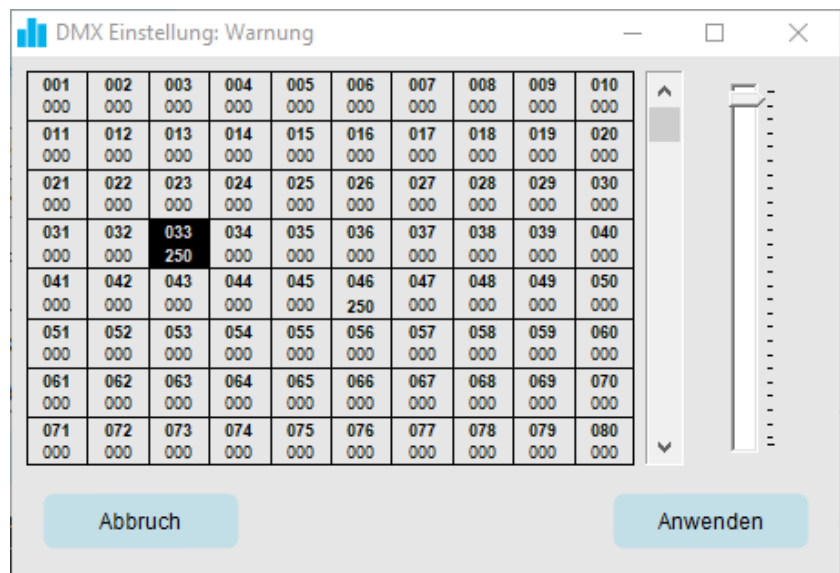 DMX Einstellung: Warnung
001 002 003 004 005 006 007 008 009 010
000 000 000 000 000 000 000 000 000 000
011 012 013 014 015 016 017 018 019 020
000 000 000 000 000 000 000 000 000 000
021 022 023 024 025 026 027 028 029 030
000 000 000 000 000 000 000 000 000 000
031 032 033 034 035 036 037 038 039 040
000 000 250 000 000 000 000 000 000 000
041 042 043 044 045 046 047 048 049 050
000 000 000 000 000 250 000 000 000 000
051 052 053 054 055 056 057 058 059 060
000 000 000 000 000 000 000 000 000 000
061 062 063 064 065 066 067 068 069 070
000 000 000 000 000 000 000 000 000 000
071 072 073 074 075 076 077 078 079 080
000 000 000 000 000 000 000 000 000 000
Abbruch Anwenden